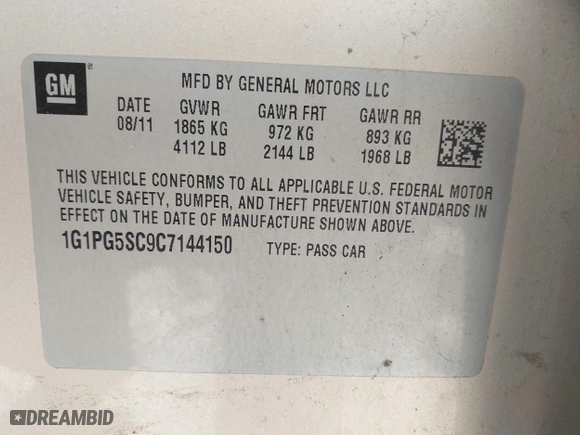 GM ®
MFD BY GENERAL MOTORS LLC
DATE GVWR GAWR FRT GAWR RR
08/11 1865 KG 972 KG 893 KG
4112 LB 2144 LB 1968 LB
THIS VEHICLE CONFORMS TO ALL APPLICABLE U.S. FEDERAL MOTOR
VEHICLE SAFETY, BUMPER, AND THEFT PREVENTION STANDARDS IN
EFFECT ON THE DATE OF MANUFACTURE SHOWN ABOVE.
1G1PG5SC9C7144150 TYPE: PASS CAR
DREAMBID